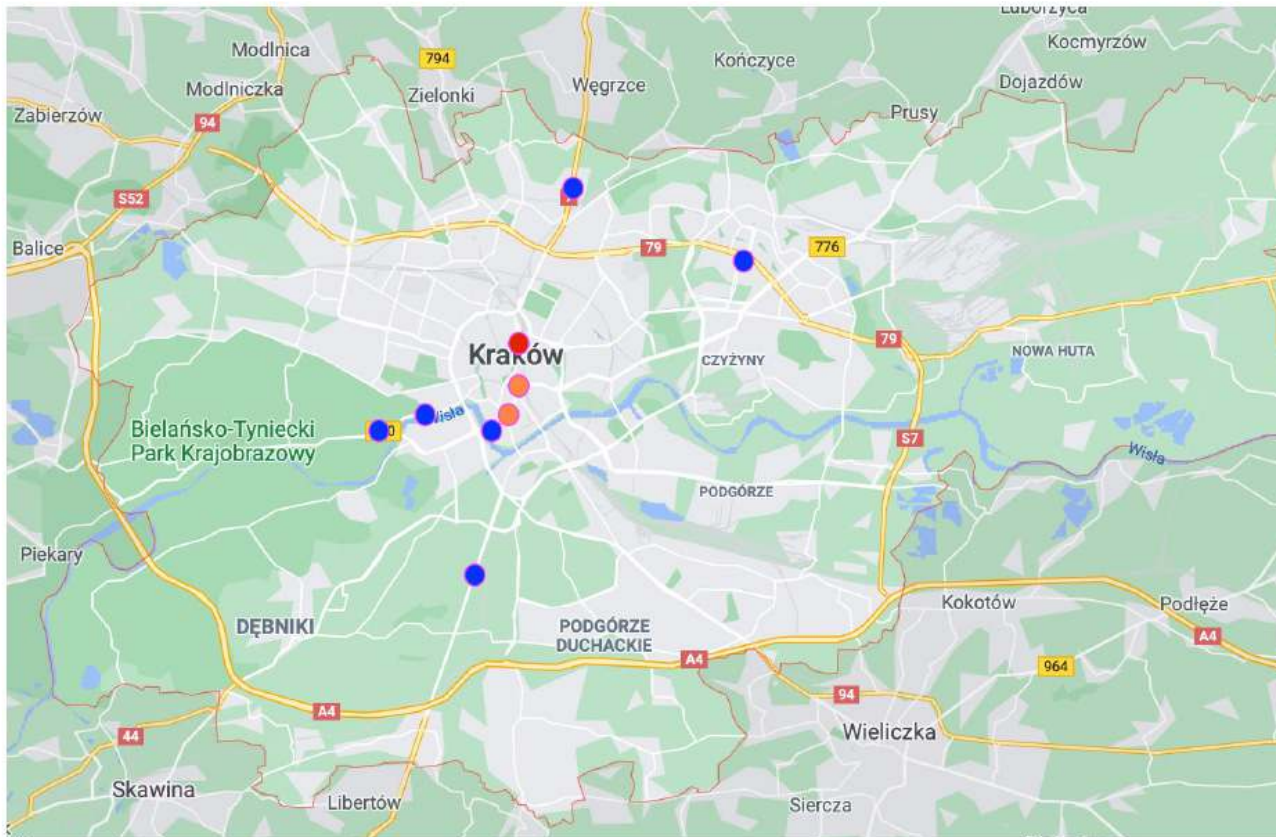 Luborzyca
Modlnica
794
Kończyce
Kocmyrzów
Modlniczka
Zielonki
Węgrzce
Dojazdów
Zabierzów
94
Prusy
S52
Balice
79
776
Kraków
CZYŻYNY
79
NOWA HUTA
Wisła
Bielańsko-Tyniecki
Park Krajobrazowy
S7
Wisła
PODGÓRZE
Piekary
Kokotów
Podłęże
DĘBNIKI
PODGÓRZE
DUCHACKIE
A4
A4
964
A4
94
44
Wieliczka
Skawina
Libertów
Siercza